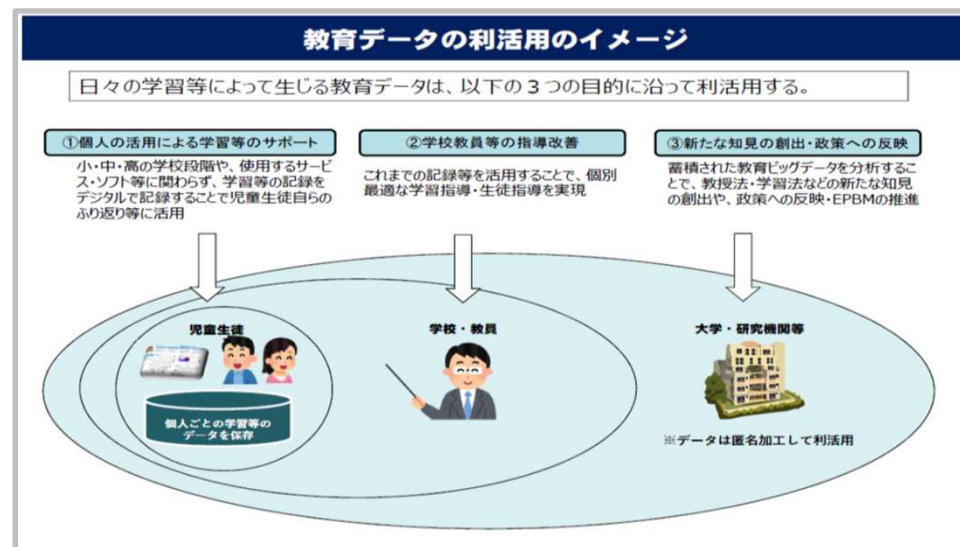 教育データの利活用のイメージ
日々の学習等によって生じる教育データは、以下の３つの目的に沿って利活用する。
①個人の活用による学習等のサポート
小・中・高の学校段階や、使用するサービ
ス・ソフト等に関わらず、学習等の記録を
デジタルで記録することで児童生徒自らの
ふり返り等に活用
②学校教員等の指導改善
これまでの記録等を活用することで、個別
最適な学習指導・生徒指導を実現
③新たな知見の創出・政策への反映
蓄積された教育ビッグデータを分析するこ
とで、教授法・学習法などの新たな知見
の創出や、政策への反映・EPBMの推進
児童生徒
個人ごとの学習等の
データを保存
学校・教員
大学・研究機関等
※データは匿名加工して利活用